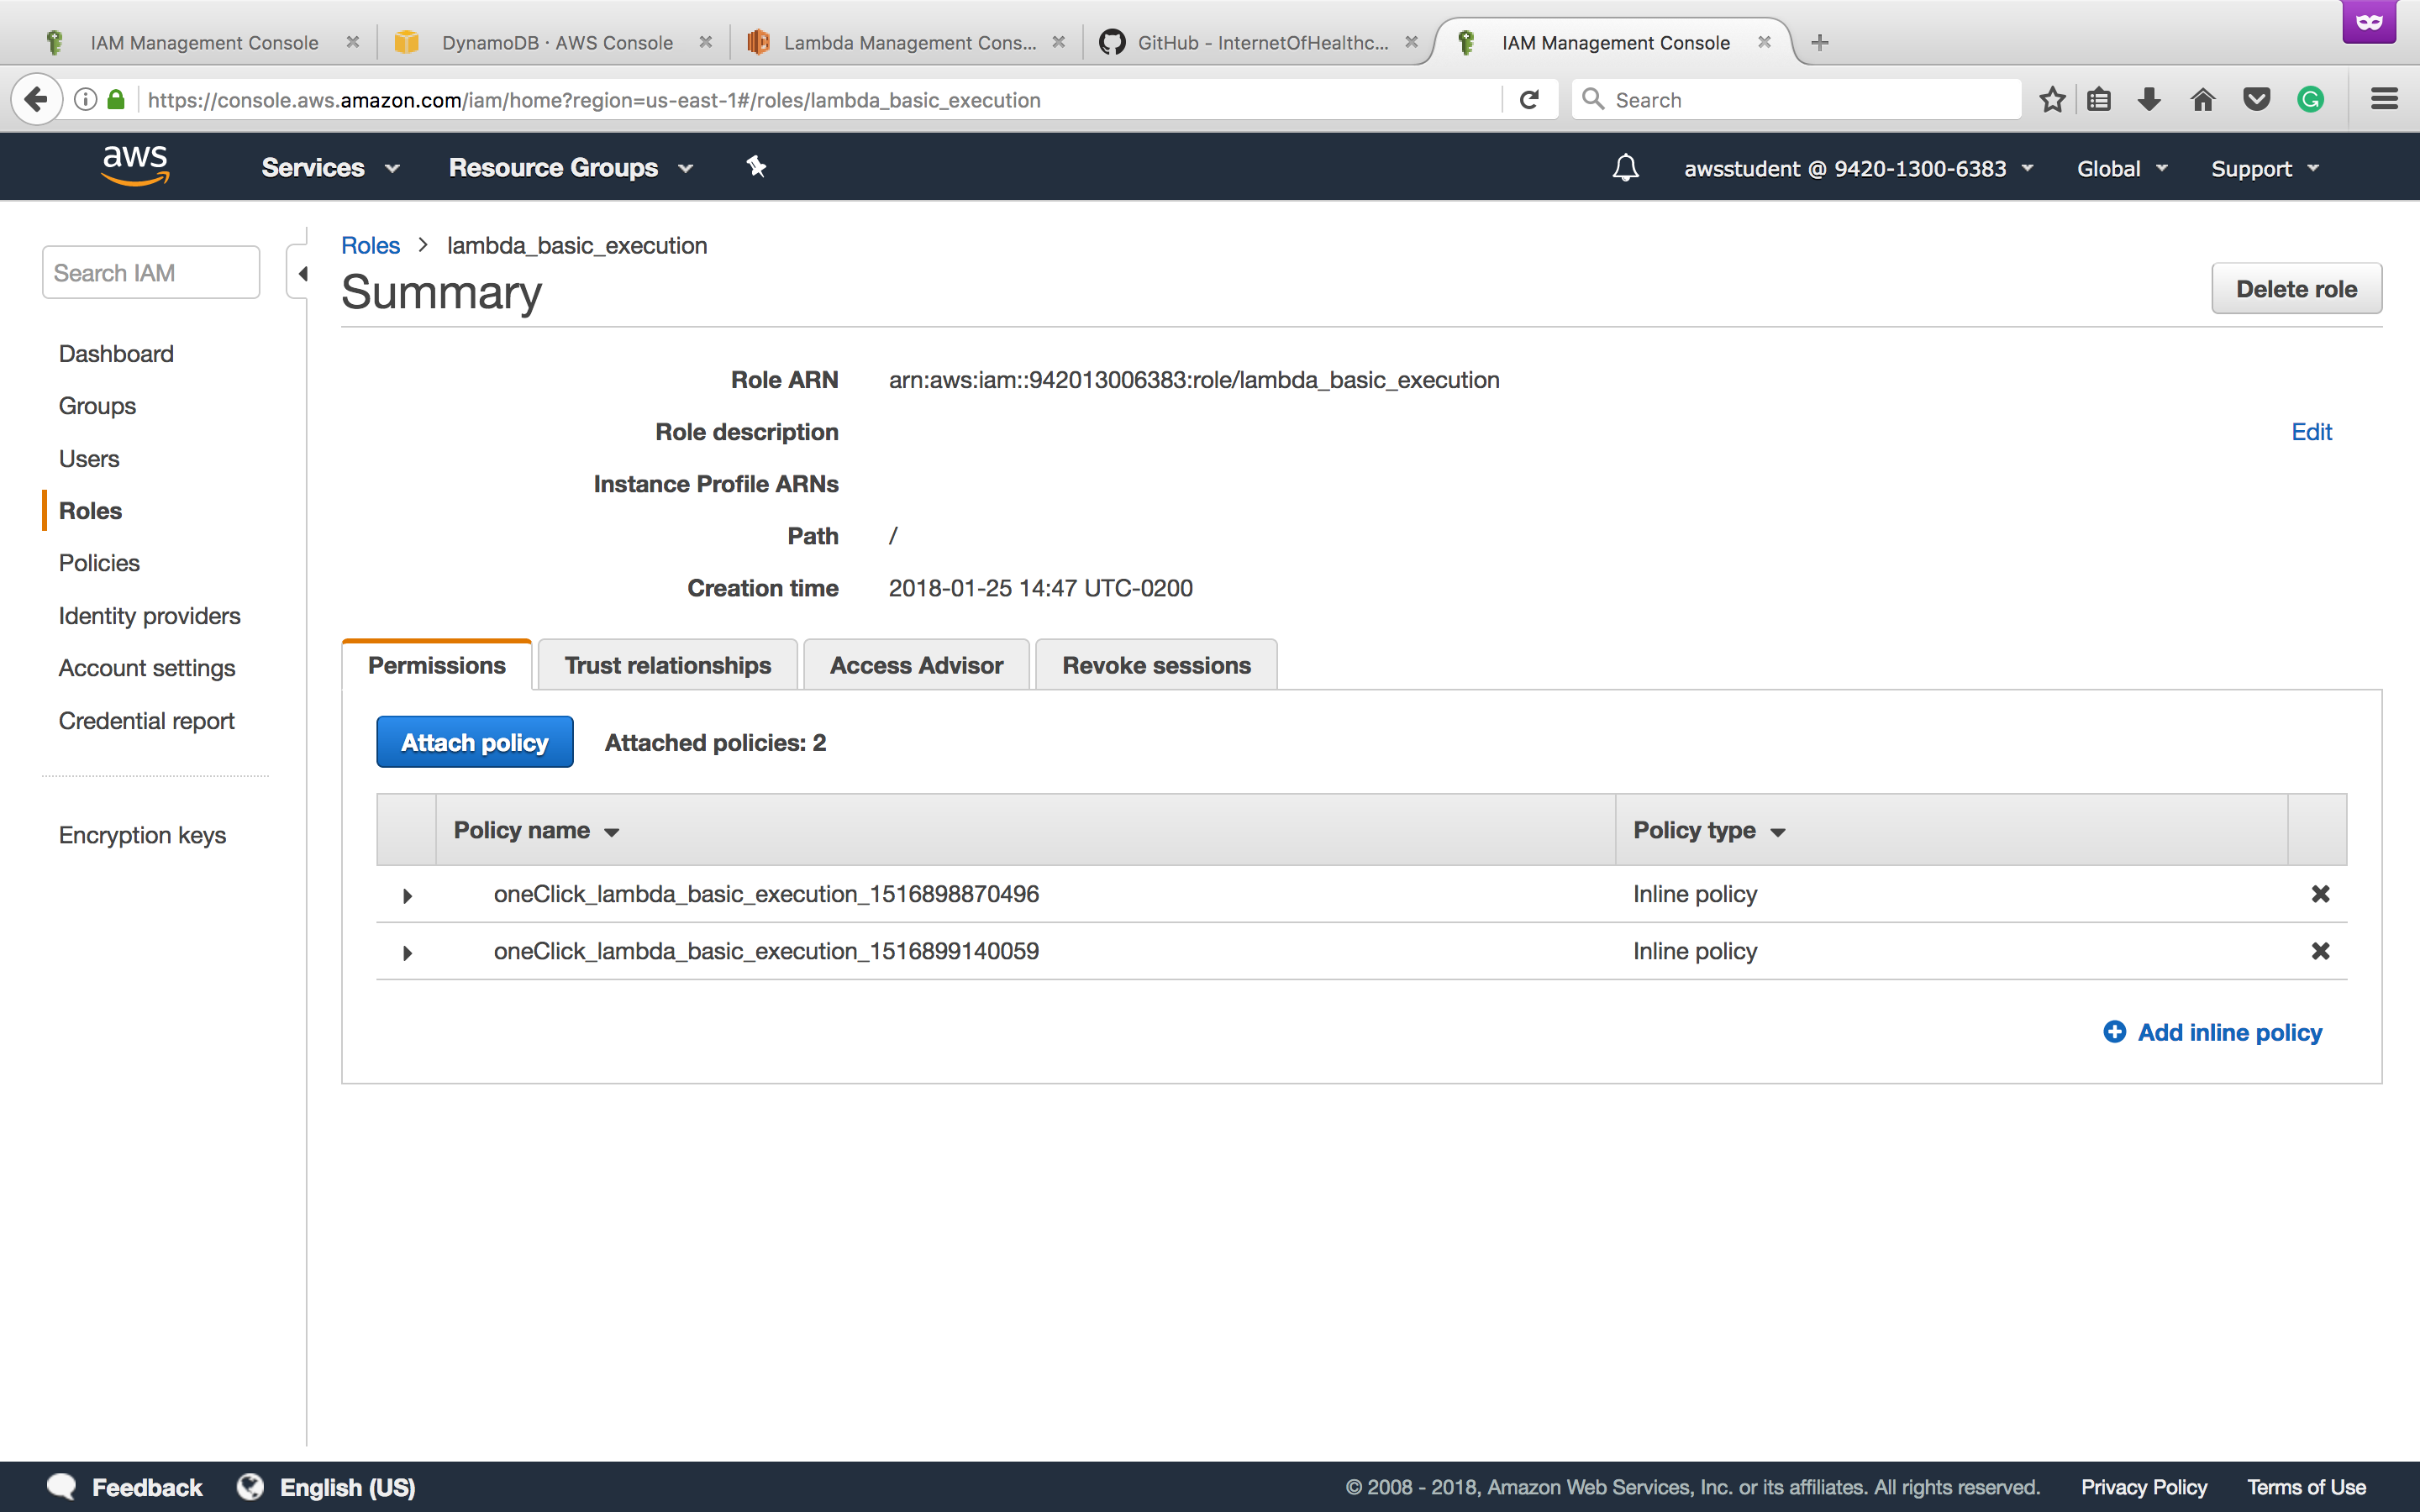 IAM Management Console
DynamoDB · AWS Console
Lambda Management Cons...
GitHub - InternetOfHealthc...
IAM Management Console
https://console.aws.amazon.com/iam/home?region=us-east-1#/roles/lambda_basic_execution
Search
aws
Services
Resource Groups
awsstudent @ 9420-1300-6383
Global
Support
Search IAM
Dashboard
Groups
Users
Roles
Policies
Identity providers
Account settings
Credential report
Encryption keys
Roles > lambda_basic_execution
Summary
Delete role
Role ARN arn:aws:iam::942013006383:role/lambda_basic_execution
Role description
Edit
Instance Profile ARNs
Path /
Creation time 2018-01-25 14:47 UTC-0200
Permissions
Trust relationships
Access Advisor
Revoke sessions
Attach policy
Attached policies: 2
Policy name
Policy type
oneClick_lambda_basic_execution_1516898870496 Inline policy
oneClick_lambda_basic_execution_1516899140059 Inline policy
Add inline policy
Feedback
English (US)
© 2008 - 2018, Amazon Web Services, Inc. or its affiliates. All rights reserved.
Privacy Policy
Terms of Use